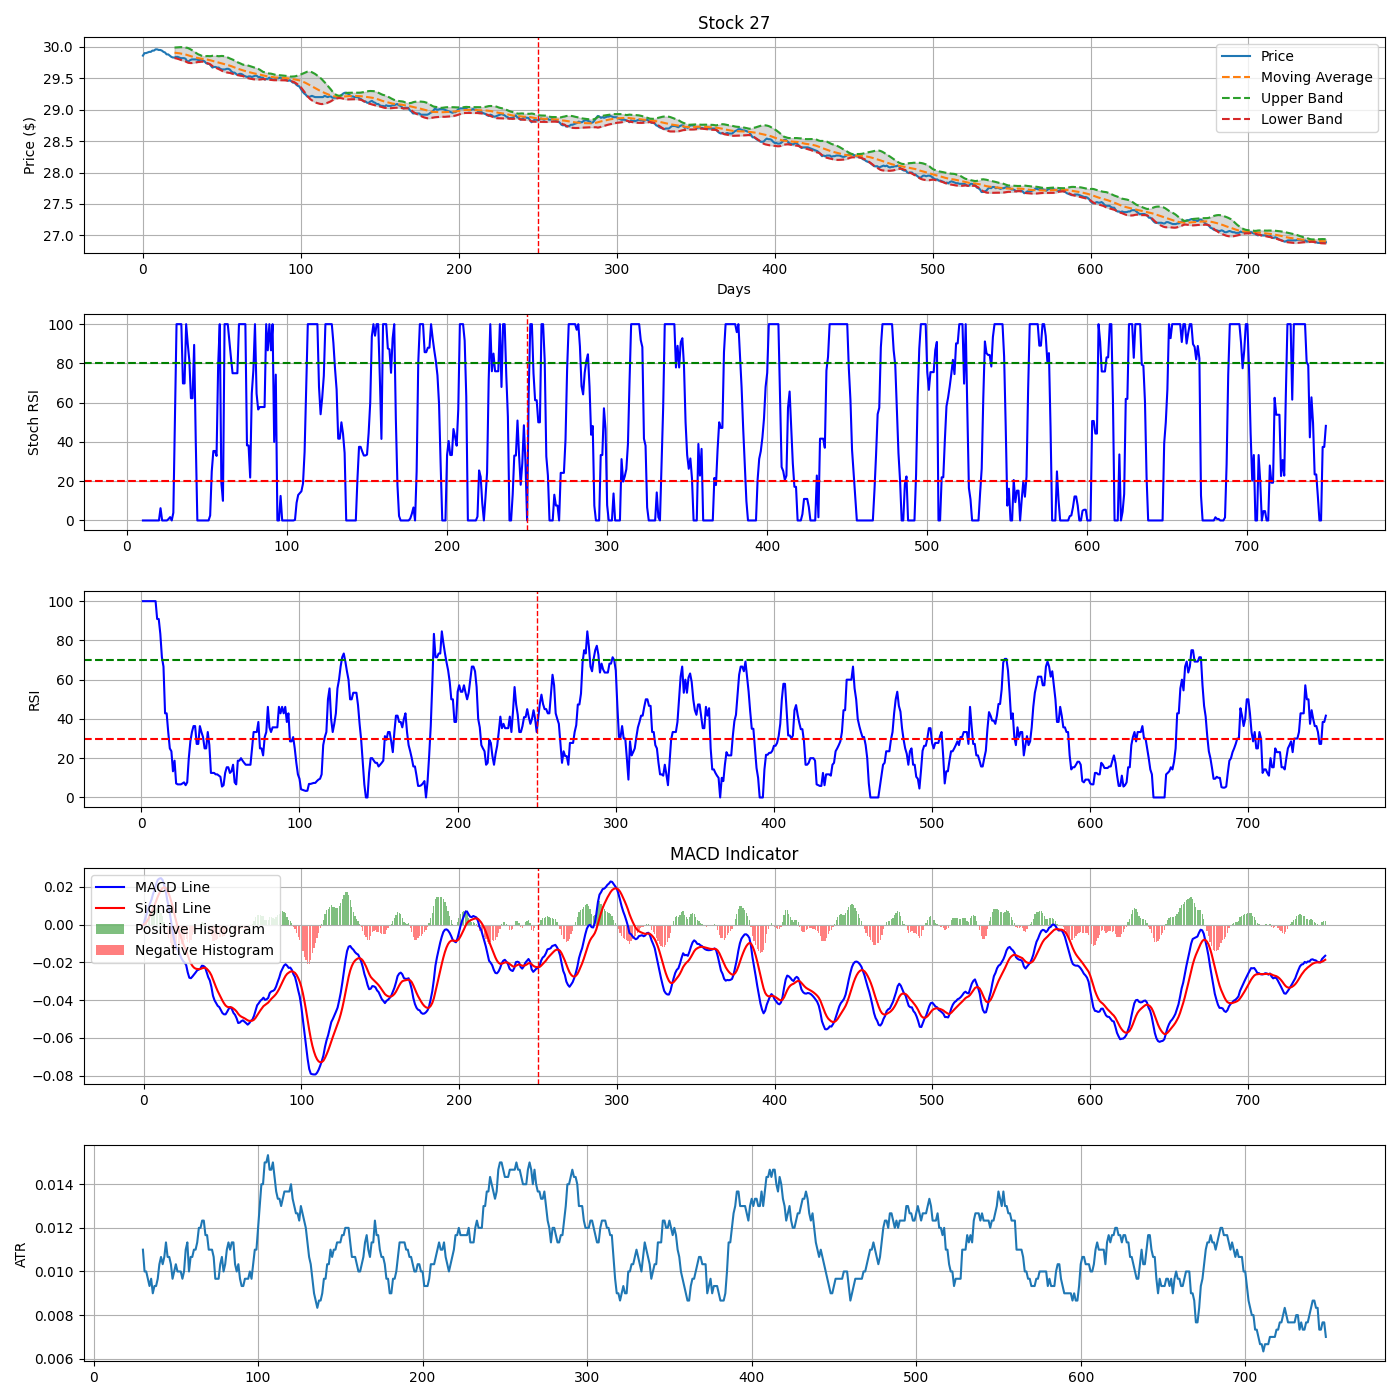 Stock 27
30.0
29.5
29.0
28.5
28.0
27.5
27.0
Price ($)
Price
Moving Average
Upper Band
Lower Band
0 100 200 300 400 500 600 700
Days
100
80
60
40
20
0
Stoch RSI
0 100 200 300 400 500 600 700
100
80
60
40
20
0
RSI
0 100 200 300 400 500 600 700
MACD Indicator
0.02
0.00
−0.02
−0.04
−0.06
−0.08
MACD Line
Signal Line
Positive Histogram
Negative Histogram
0 100 200 300 400 500 600 700
0.014
0.012
0.010
0.008
0.006
ATR
0 100 200 300 400 500 600 700